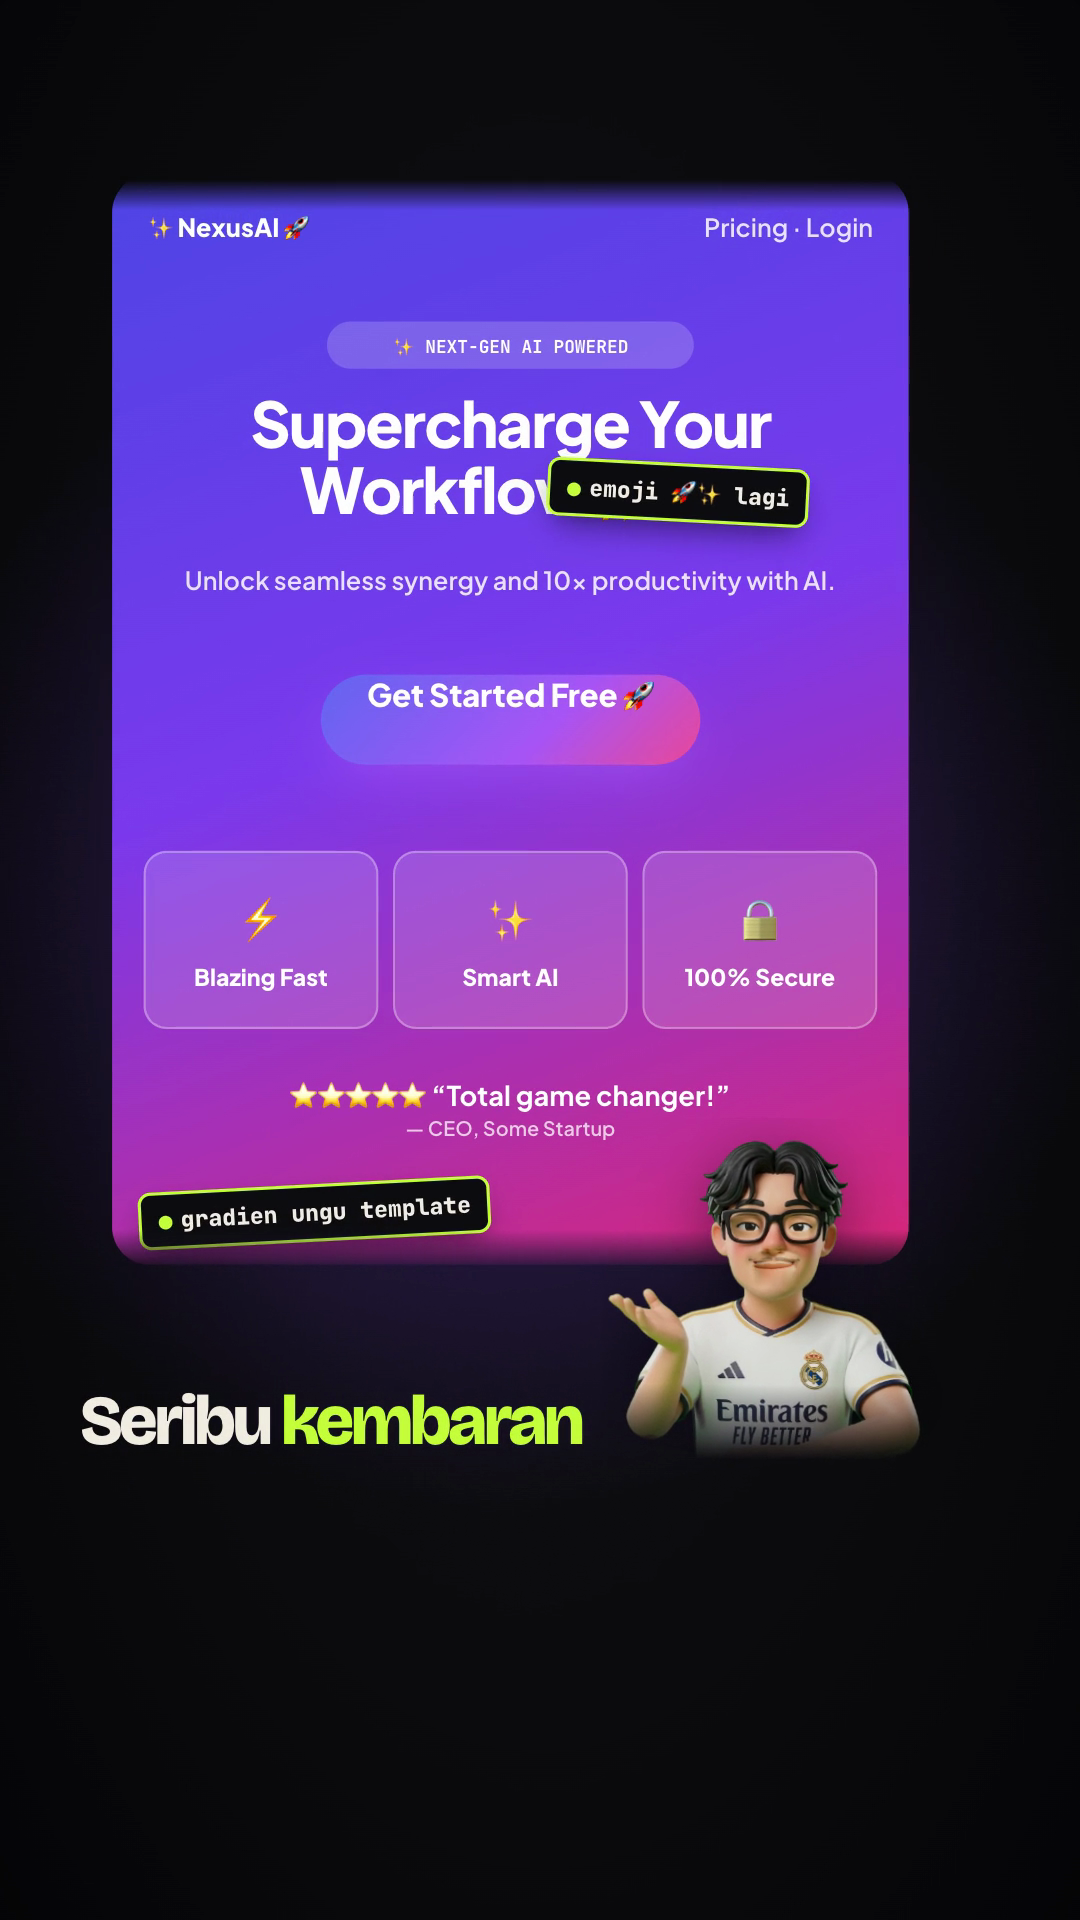 ✨ NexusAI 🚀
Pricing · Login
✨ NEXT-GEN AI POWERED
Supercharge Your
Workflow
emoji 🚀✨ lagi
Unlock seamless synergy and 10× productivity with AI.
Get Started Free 🚀
⚡
✨
🔒
Blazing Fast
Smart AI
100% Secure
⭐⭐⭐⭐⭐ “Total game changer!”
— CEO, Some Startup
gradien ungu template
Emirates
FLY BETTER
Seribu kembaran